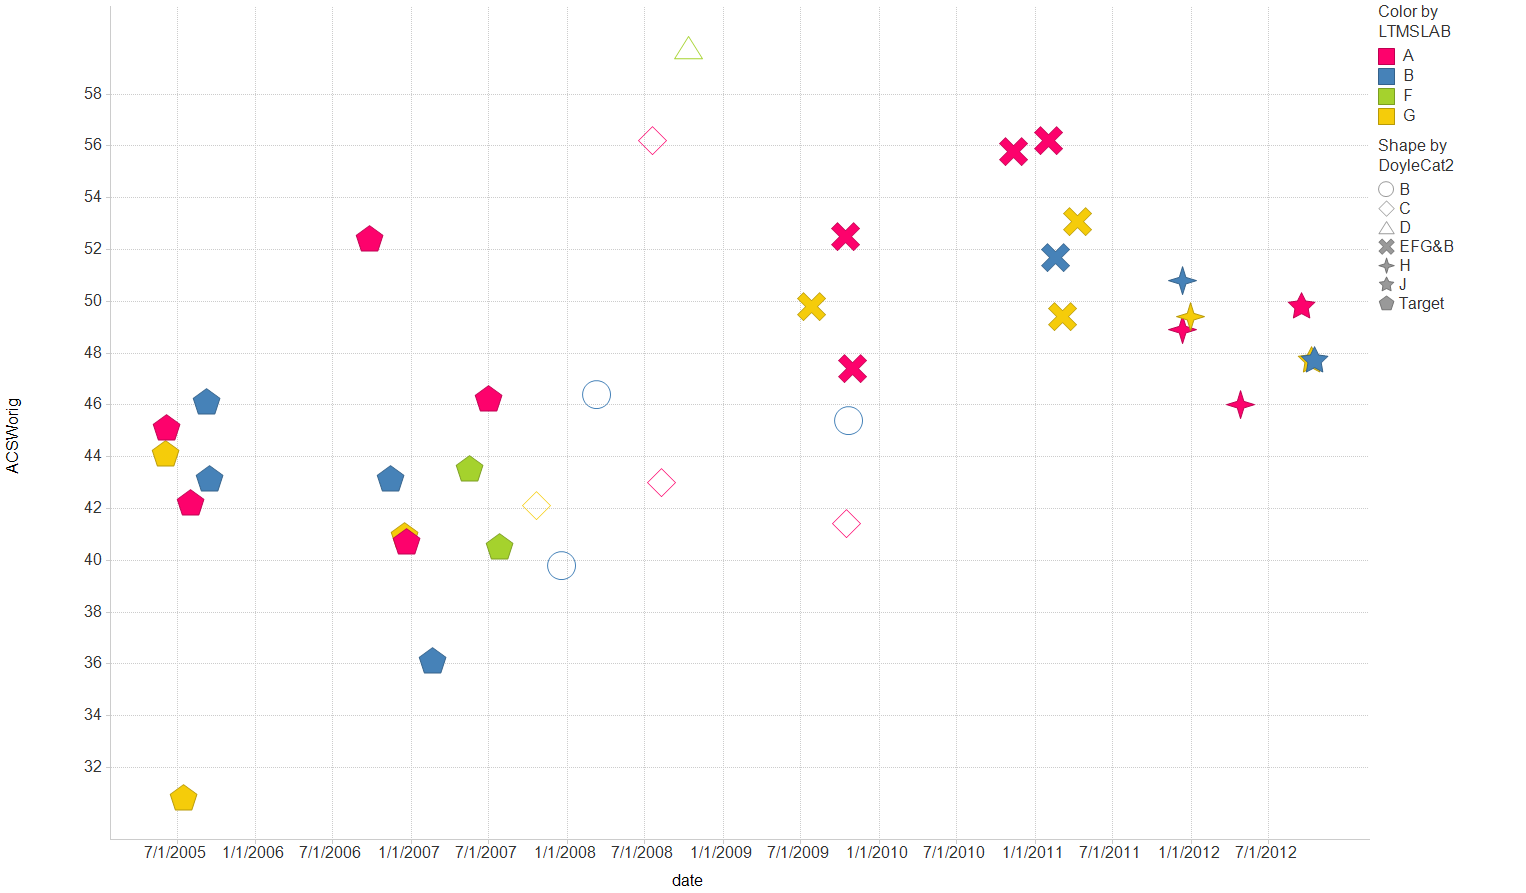 Color by
LTMSLAB
A
B
F
G
Shape by
DoyleCat2
B
C
D
EFG&B
H
J
Target
58
56
54
52
50
48
46
44
42
40
38
36
34
32
ACSWorig
7/1/2005 1/1/2006 7/1/2006 1/1/2007 7/1/2007 1/1/2008 7/1/2008 1/1/2009 7/1/2009 1/1/2010 7/1/2010 1/1/2011 7/1/2011 1/1/2012 7/1/2012
date